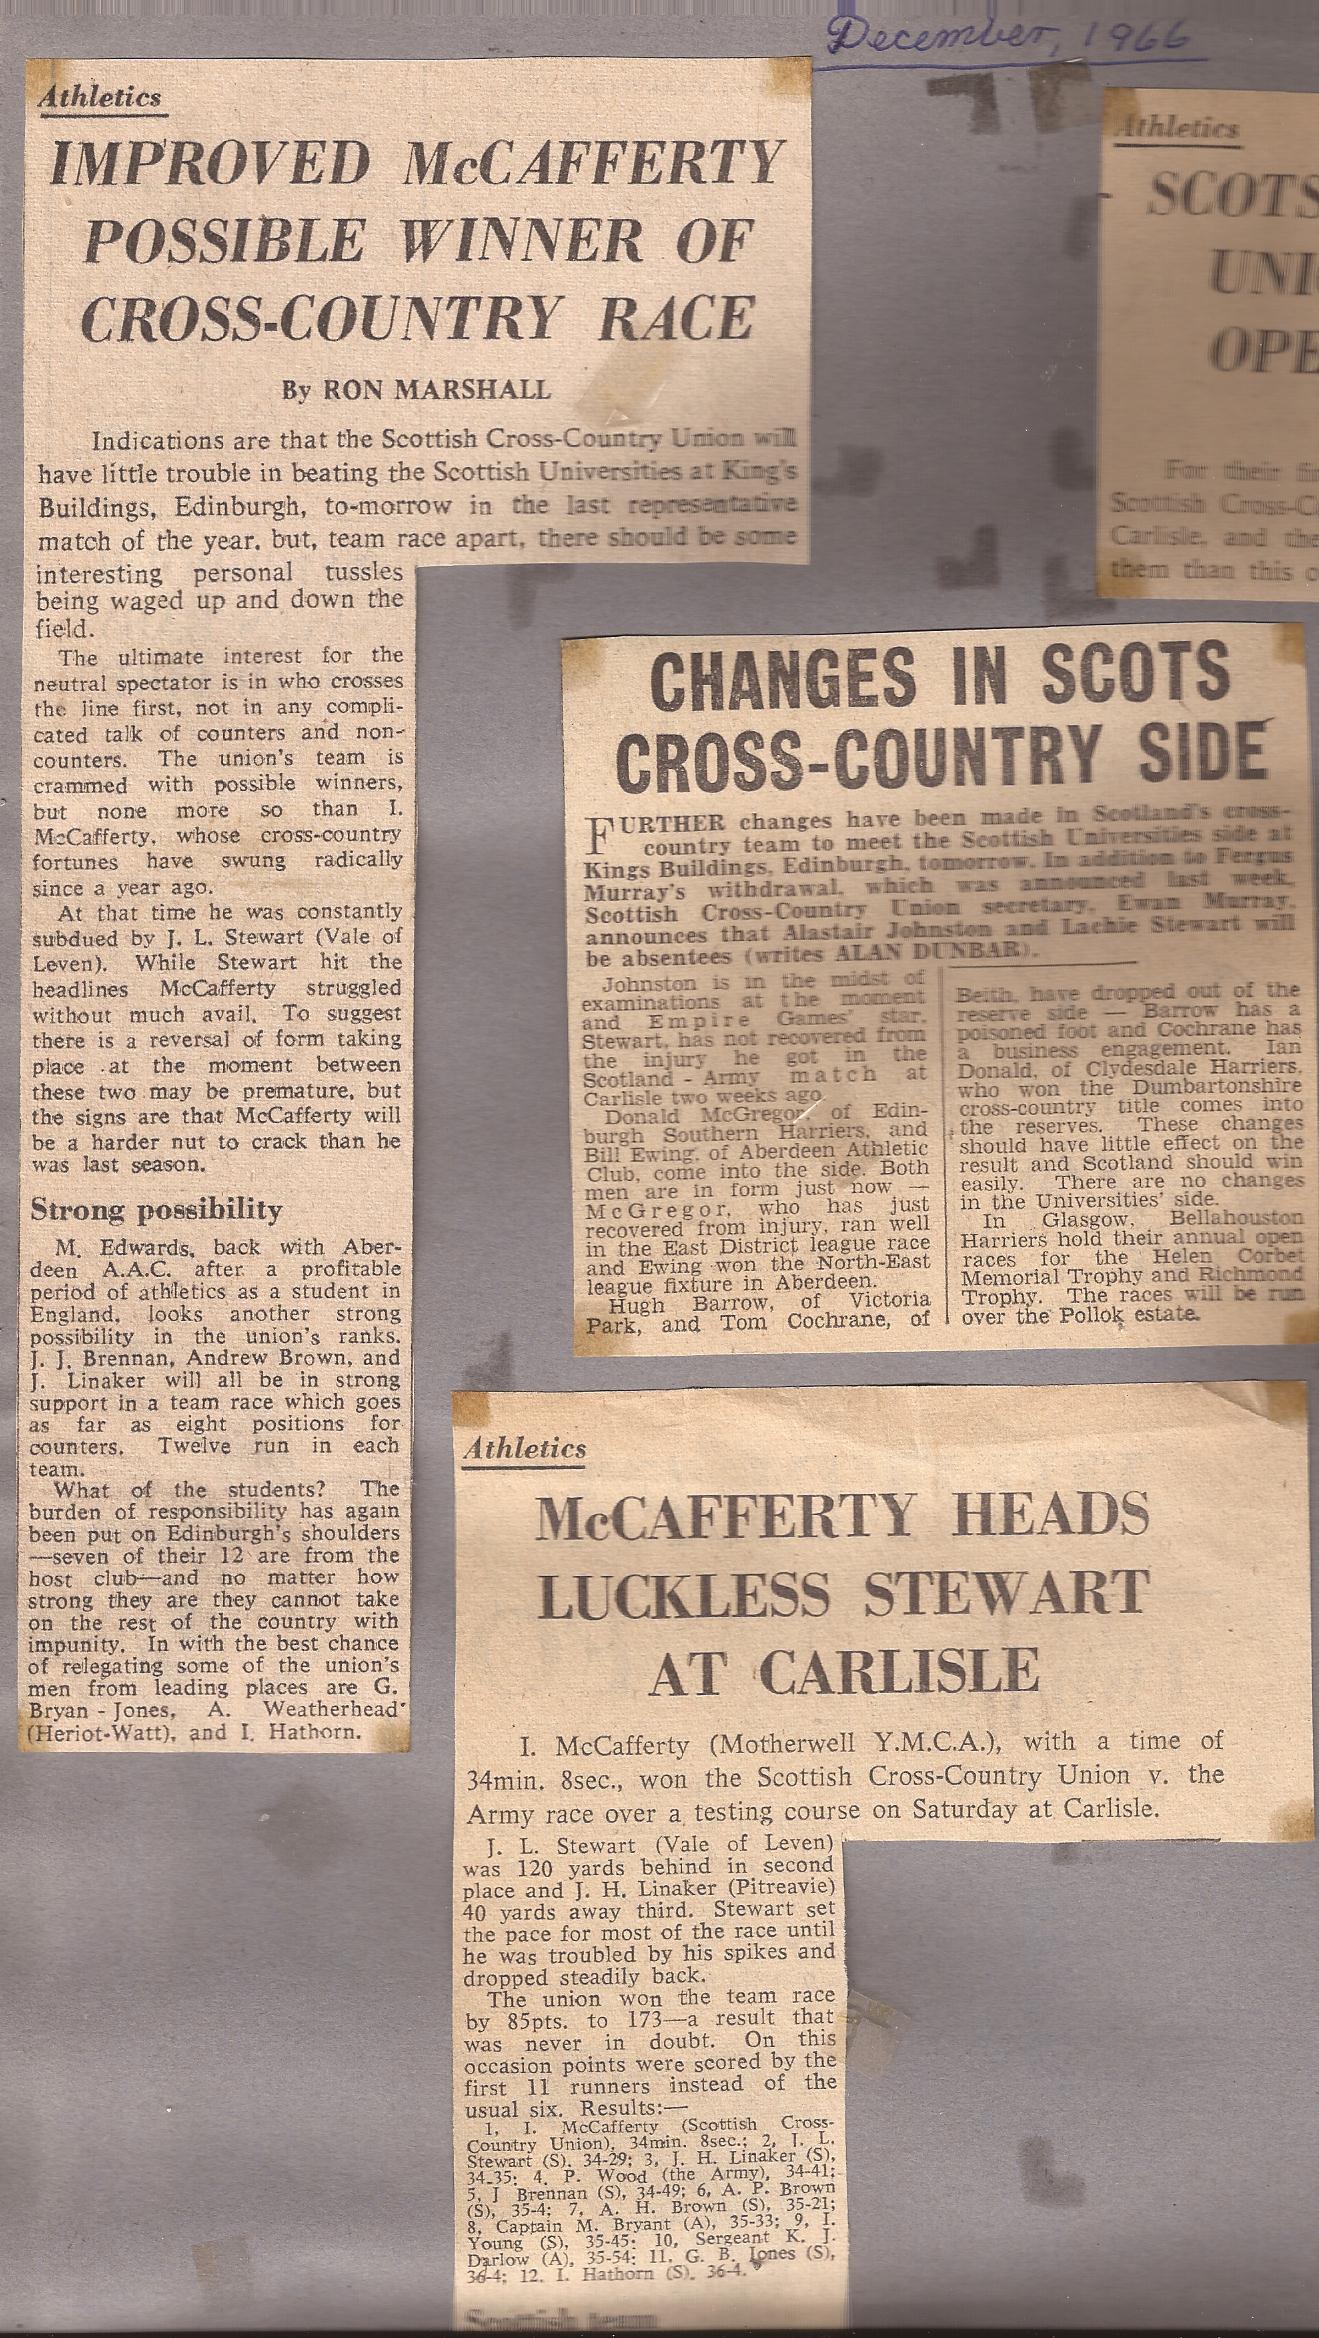 December, 1966
Athletics
IMPROVED McCAFFERTY
POSSIBLE WINNER OF
CROSS-COUNTRY RACE
By RON MARSHALL
Indications are that the Scottish Cross-Country Union will
have little trouble in beating the Scottish Universities at King's
Buildings, Edinburgh, to-morrow in the last representative
match of the year, but, team race apart, there should be some
interesting personal tussles
being waged up and down the
field.
The ultimate interest for the
neutral spectator is in who crosses
the line first, not in any compli-
cated talk of counters and non-
counters. The union's team is
crammed with possible winners,
but none more so than I.
McCafferty, whose cross-country
fortunes have swung radically
since a year ago.
At that time he was constantly
subdued by J. L. Stewart (Vale of
Leven). While Stewart hit the
headlines McCafferty struggled
without much avail. To suggest
there is a reversal of form taking
place at the moment between
these two may be premature, but
the signs are that McCafferty will
be a harder nut to crack than he
was last season.
Strong possibility
M. Edwards, back with Aber-
deen A.A.C. after a profitable
period of athletics as a student in
England, looks another strong
possibility in the union's ranks.
J. J. Brennan, Andrew Brown, and
J. Linaker will all be in strong
support in a team race which goes
as far as eight positions for
counters. Twelve run in each
team.
What of the students? The
burden of responsibility has again
been put on Edinburgh's shoulders
—seven of their 12 are from the
host club—and no matter how
strong they are they cannot take
on the rest of the country with
impunity. In with the best chance
of relegating some of the union's
men from leading places are G.
Bryan - Jones, A. Weatherhead
(Heriot-Watt), and I. Hathorn.
Athletics
SCOTS
UNI
OPE
For their fi
Scottish Cross-C
Carlisle, and the
them than this o
CHANGES IN SCOTS
CROSS-COUNTRY SIDE
FURTHER changes have been made in Scotland's cross-
country team to meet the Scottish Universities side at
Kings Buildings, Edinburgh, tomorrow. In addition to Fergus
Murray's withdrawal, which was announced last week,
Scottish Cross-Country Union secretary, Ewan Murray,
announces that Alastair Johnston and Lachie Stewart will
be absentees (writes ALAN DUNBAR).
Johnston is in the midst of
examinations at the moment
and Empire Games' star,
Stewart, has not recovered from
the injury he got in the
Scotland - Army match at
Carlisle two weeks ago.
Donald McGregor, of Edin-
burgh Southern Harriers, and
Bill Ewing, of Aberdeen Athletic
Club, come into the side. Both
men are in form just now —
McGregor, who has just
recovered from injury, ran well
in the East District league race
and Ewing won the North-East
league fixture in Aberdeen.
Hugh Barrow, of Victoria
Park, and Tom Cochrane, of
Beith, have dropped out of the
reserve side — Barrow has a
poisoned foot and Cochrane has
a business engagement. Ian
Donald, of Clydesdale Harriers,
who won the Dumbartonshire
cross-country title comes into
the reserves. These changes
should have little effect on the
result and Scotland should win
easily. There are no changes
in the Universities' side.
In Glasgow, Bellahouston
Harriers hold their annual open
races for the Helen Corbet
Memorial Trophy and Richmond
Trophy. The races will be run
over the Pollok estate.
Athletics
McCAFFERTY HEADS
LUCKLESS STEWART
AT CARLISLE
I. McCafferty (Motherwell Y.M.C.A.), with a time of
34min. 8sec., won the Scottish Cross-Country Union v. the
Army race over a testing course on Saturday at Carlisle.
J. L. Stewart (Vale of Leven)
was 120 yards behind in second
place and J. H. Linaker (Pitreavie)
40 yards away third. Stewart set
the pace for most of the race until
he was troubled by his spikes and
dropped steadily back.
The union won the team race
by 85pts. to 173—a result that
was never in doubt. On this
occasion points were scored by the
first 11 runners instead of the
usual six. Results:—
1, I. McCafferty (Scottish Cross-
Country Union), 34min. 8sec.; 2, J. L.
Stewart (S), 34-29; 3, J. H. Linaker (S),
34-35; 4, P. Wood (the Army), 34-41;
5, J Brennan (S), 34-49; 6, A. P. Brown
(S), 35-4; 7, A. H. Brown (S), 35-21;
8, Captain M. Bryant (A), 35-33; 9, I.
Young (S), 35-45; 10, Sergeant K. J.
Darlow (A), 35-54; 11, G. B. Jones (S),
36-4; 12, I. Hathorn (S), 36-4.
Scottish team